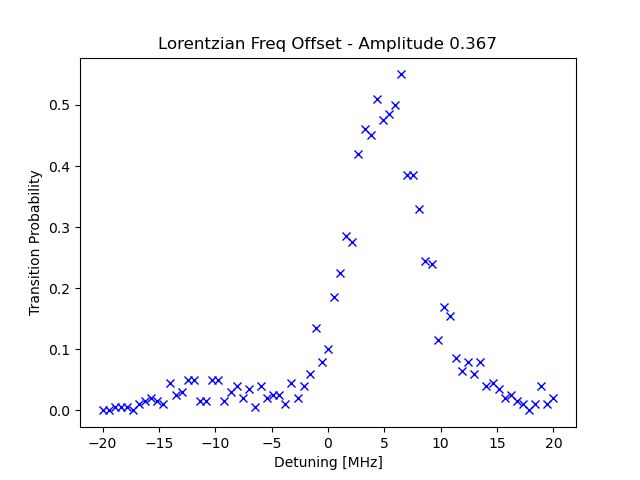 Lorentzian Freq Offset - Amplitude 0.367
Transition Probability
0.5
0.4
0.3
0.2
0.1
0.0
−20 −15 −10 −5 0 5 10 15 20
Detuning [MHz]